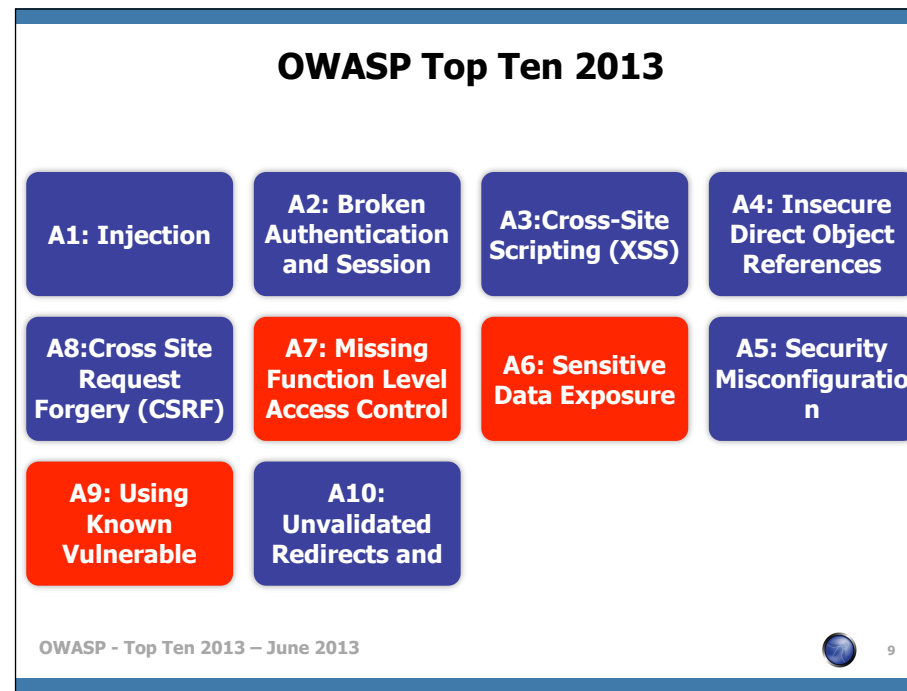 OWASP Top Ten 2013
A1: Injection
A2: Broken
Authentication
and Session
A3:Cross-Site
Scripting (XSS)
A4: Insecure
Direct Object
References
A8:Cross Site
Request
Forgery (CSRF)
A7: Missing
Function Level
Access Control
A6: Sensitive
Data Exposure
A5: Security
Misconfiguratio
n
A9: Using
Known
Vulnerable
A10:
Unvalidated
Redirects and
OWASP - Top Ten 2013 – June 2013
9